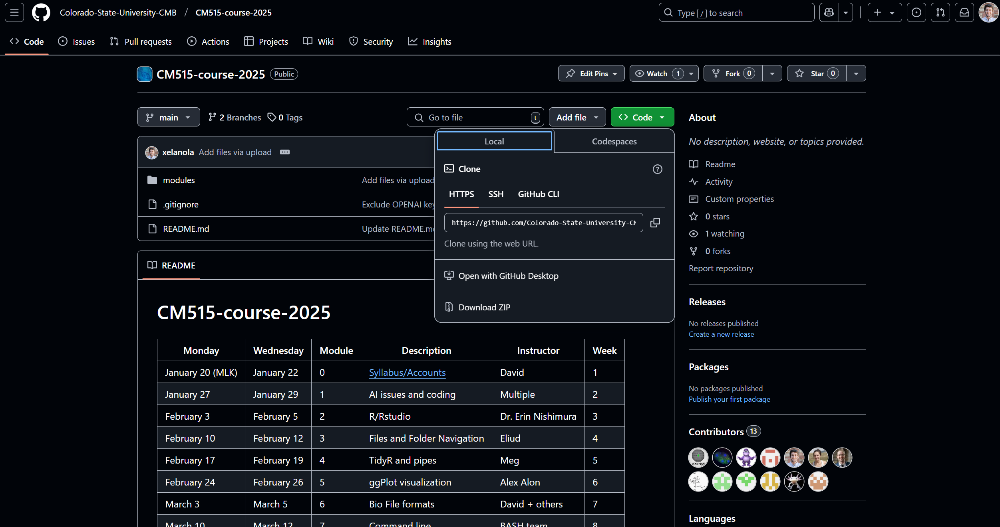 Colorado-State-University-CMB / CM515-course-2025
Type / to search
Code Issues Pull requests Actions Projects Wiki Security Insights
CM515-course-2025 Public
Edit Pins Watch 1 Fork 0 Star 0
main 2 Branches 0 Tags
Go to file t Add file Code
xelanola Add files via upload
modules Add files via upload
.gitignore Exclude OPENAI key
README.md Update README.md
Local Codespaces
Clone
HTTPS SSH GitHub CLI
https://github.com/Colorado-State-University-CM
Clone using the web URL.
Open with GitHub Desktop
Download ZIP
README
CM515-course-2025
Monday Wednesday Module Description Instructor Week
January 20 (MLK) January 22 0 Syllabus/Accounts David 1
January 27 January 29 1 AI issues and coding Multiple 2
February 3 February 5 2 R/Rstudio Dr. Erin Nishimura 3
February 10 February 12 3 Files and Folder Navigation Eliud 4
February 17 February 19 4 TidyR and pipes Meg 5
February 24 February 26 5 ggPlot visualization Alex Alon 6
March 3 March 5 6 Bio File formats David + others 7
March 10 March 12 7 Command line BASH team 8
About
No description, website, or topics provided.
Readme
Activity
Custom properties
0 stars
1 watching
0 forks
Report repository
Releases
No releases published
Create a new release
Packages
No packages published
Publish your first package
Contributors 13
Languages